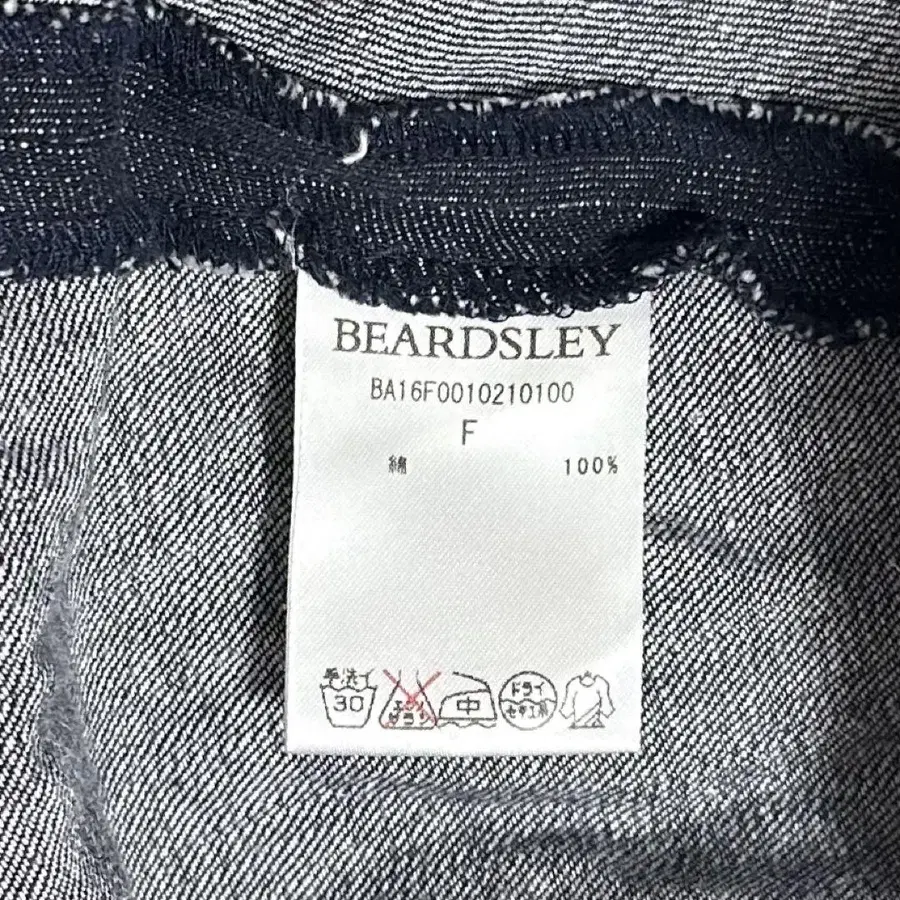 BEARDSLEY
BA16F0010210100
F
綿 100%
手洗イ 30 エンソサラシ 中 ドライ セキユ系